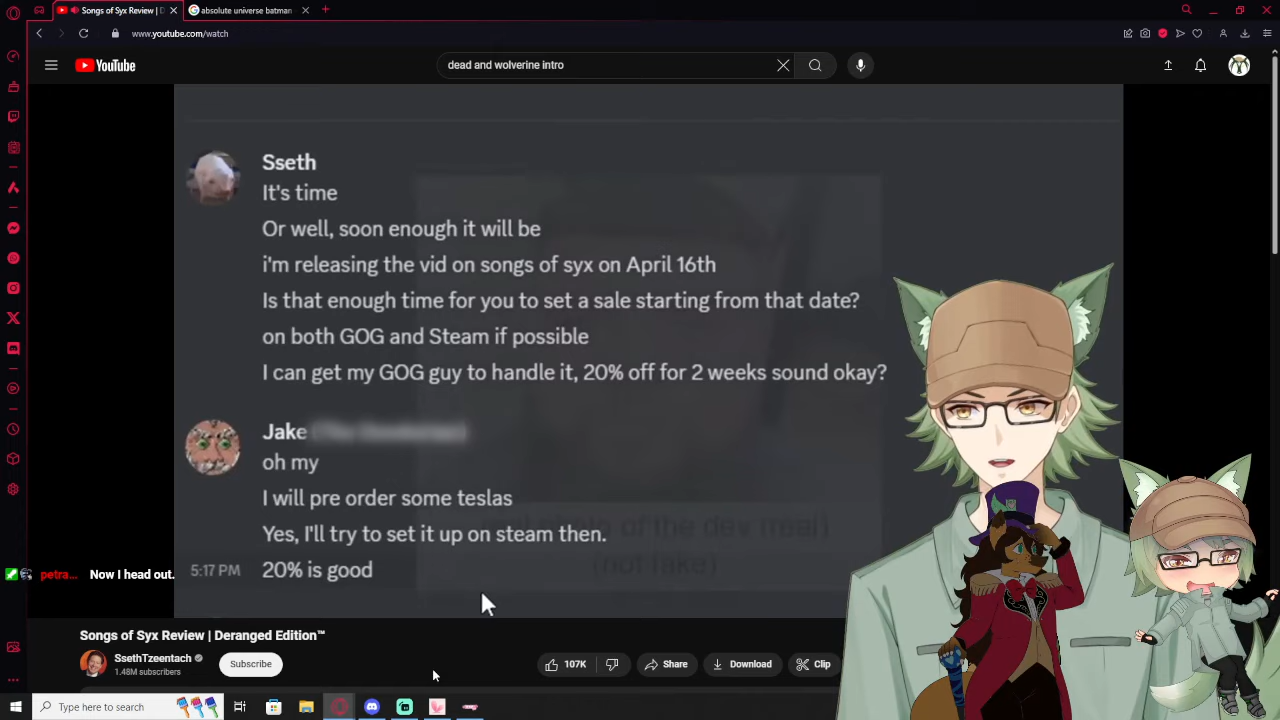 Songs of Syx Review | D
absolute universe batman
www.youtube.com/watch
YouTube
dead and wolverine intro
Sseth
It's time
Or well, soon enough it will be
i'm releasing the vid on songs of syx on April 16th
Is that enough time for you to set a sale starting from that date?
on both GOG and Steam if possible
I can get my GOG guy to handle it, 20% off for 2 weeks sound okay?
Jake
oh my
I will pre order some teslas
of the dev (real)
Yes, I'll try to set it up on steam then.
(not fake)
5:17 PM 20% is good
petra... Now I head out.
Songs of Syx Review | Deranged Edition™
SsethTzeentach
1.48M subscribers
Subscribe
107K
Share
Download
Clip
Type here to search